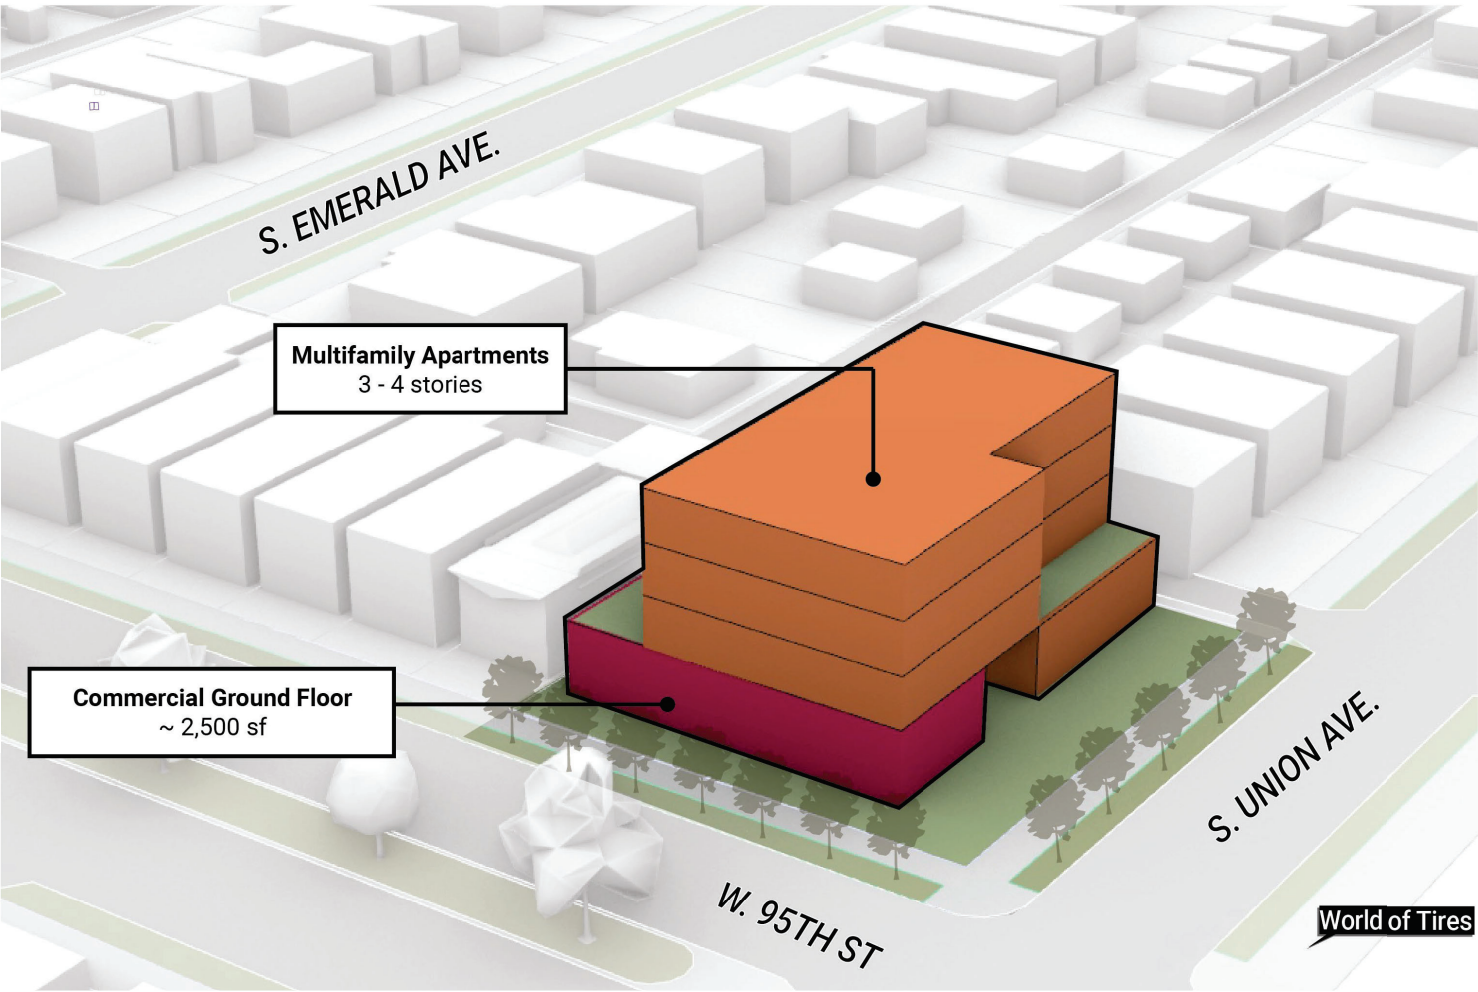 S. EMERALD AVE.
Multifamily Apartments
3 - 4 stories
Commercial Ground Floor
~ 2,500 sf
S. UNION AVE.
W. 95TH ST
World of Tires